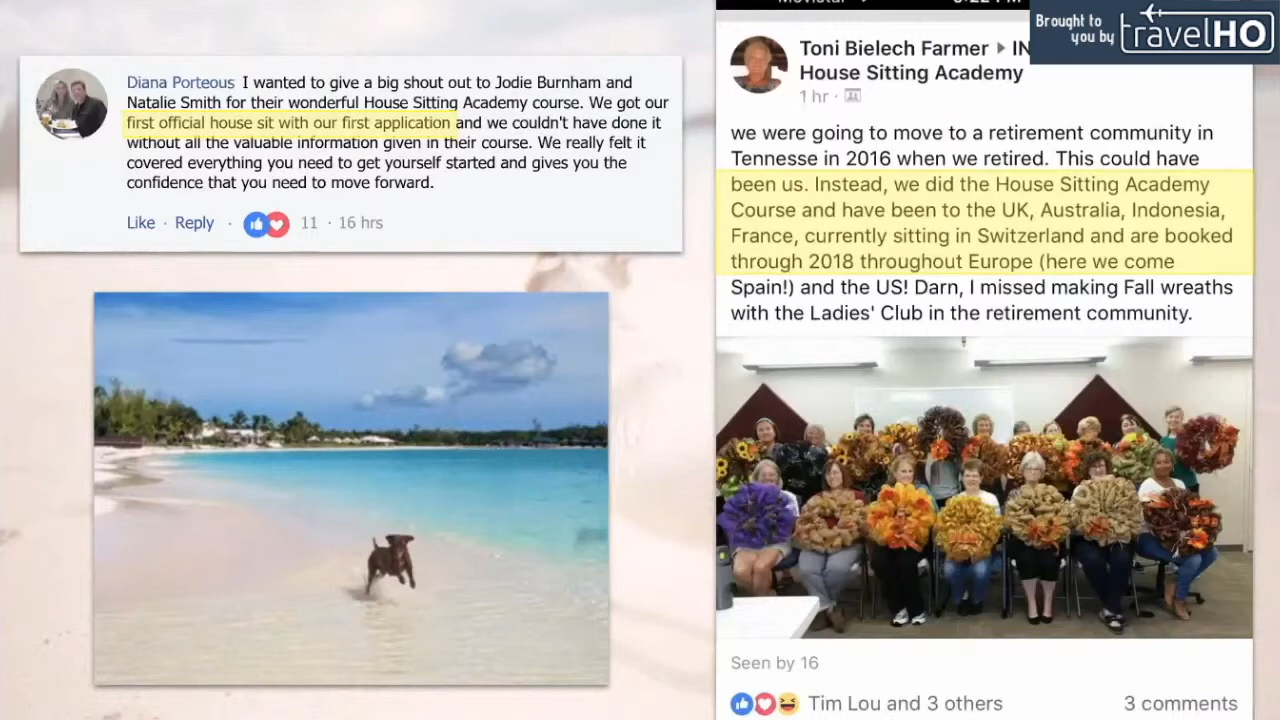 Diana Porteous I wanted to give a big shout out to Jodie Burnham and
Natalie Smith for their wonderful House Sitting Academy course. We got our
first official house sit with our first application and we couldn't have done it
without all the valuable information given in their course. We really felt it
covered everything you need to get yourself started and gives you the
confidence that you need to move forward.
Like · Reply · 11 · 16 hrs
Brought to
you by
travelHO
Toni Bielech Farmer
House Sitting Academy
1 hr ·
we were going to move to a retirement community in
Tennesse in 2016 when we retired. This could have
been us. Instead, we did the House Sitting Academy
Course and have been to the UK, Australia, Indonesia,
France, currently sitting in Switzerland and are booked
through 2018 throughout Europe (here we come
Spain!) and the US! Darn, I missed making Fall wreaths
with the Ladies' Club in the retirement community.
Seen by 16
Tim Lou and 3 others 3 comments